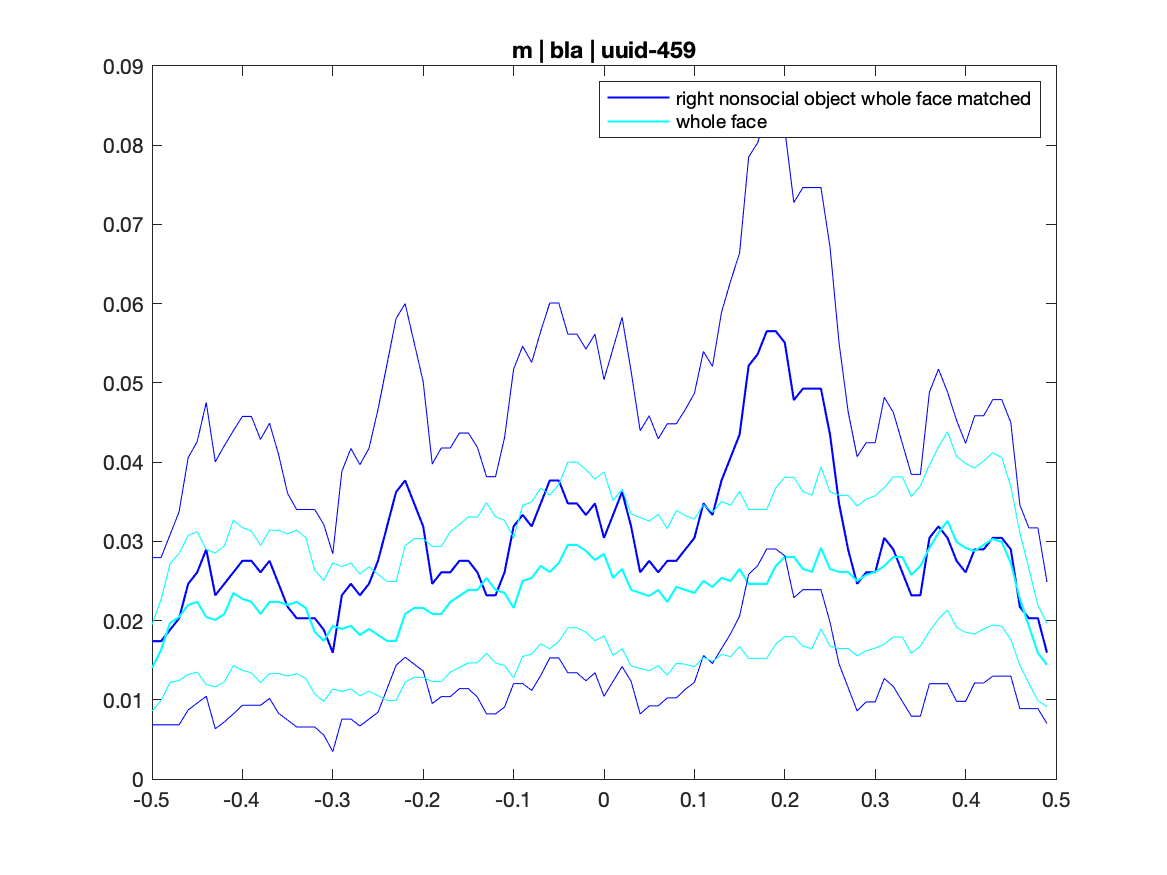 m | bla | uuid-459
right nonsocial object whole face matched
whole face
0.09
0.08
0.07
0.06
0.05
0.04
0.03
0.02
0.01
0
-0.5 -0.4 -0.3 -0.2 -0.1 0 0.1 0.2 0.3 0.4 0.5